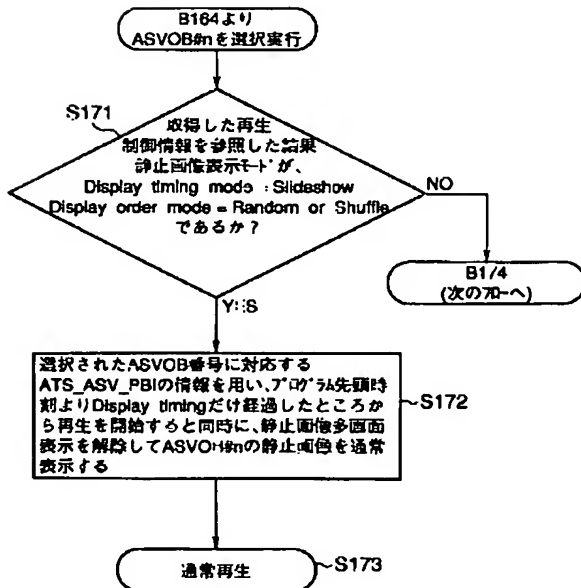 B164より
ASVOB#nを選択実行
S171
取得した再生
制御情報を参照した結果
静止画像表示モードが、
Display timing mode = Slideshow
Display order mode = Random or Shuffle
であるか？
NO
B174
(次のフローへ)
YES
選択されたASVOB番号に対応する
ATS_ASV_PBIの情報を用い、プログラム先頭時
刻よりDisplay timingだけ経過したところか
ら再生を開始すると同時に、静止画像多画面
表示を解除してASVOB#nの静止画像を通常
表示する
S172
通常再生
S173